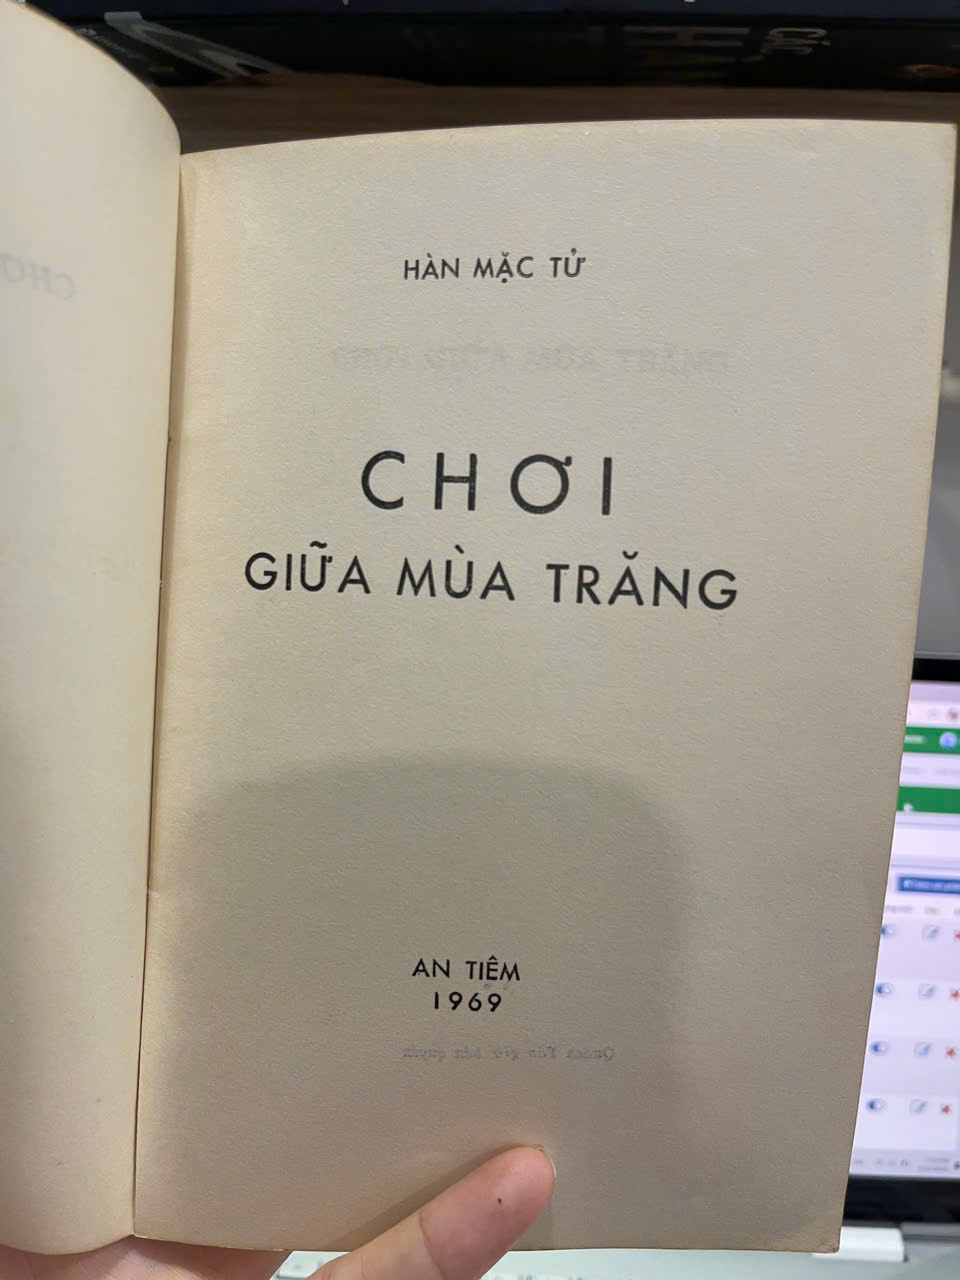 HÀN MẶC TỬ
CHƠI
GIỮA MÙA TRĂNG
AN TIÊM
1969